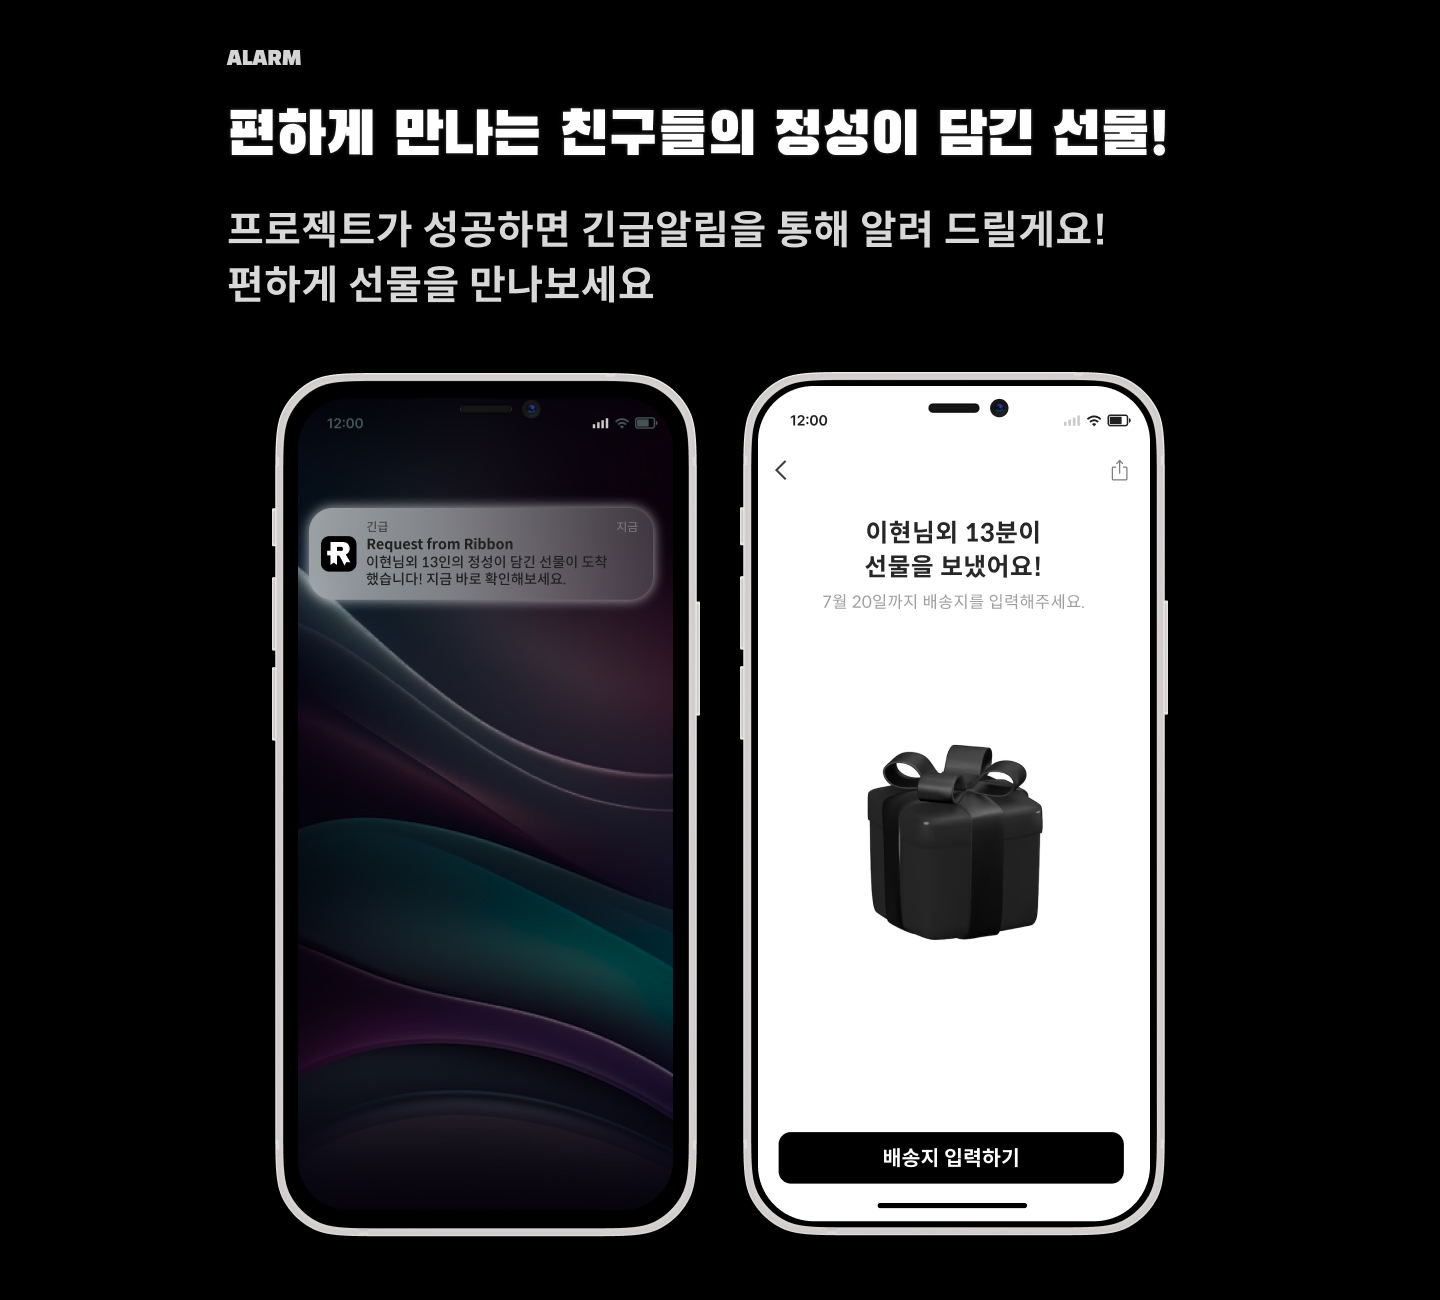 ALARM
편하게 만나는 친구들의 정성이 담긴 선물!
프로젝트가 성공하면 긴급알림을 통해 알려 드릴게요!
편하게 선물을 만나보세요
12:00
긴급
지금
R
Request from Ribbon
이현님외 13인의 정성이 담긴 선물이 도착
했습니다! 지금 바로 확인해보세요.
12:00
이현님외 13분이
선물을 보냈어요!
7월 20일까지 배송지를 입력해주세요.
배송지 입력하기